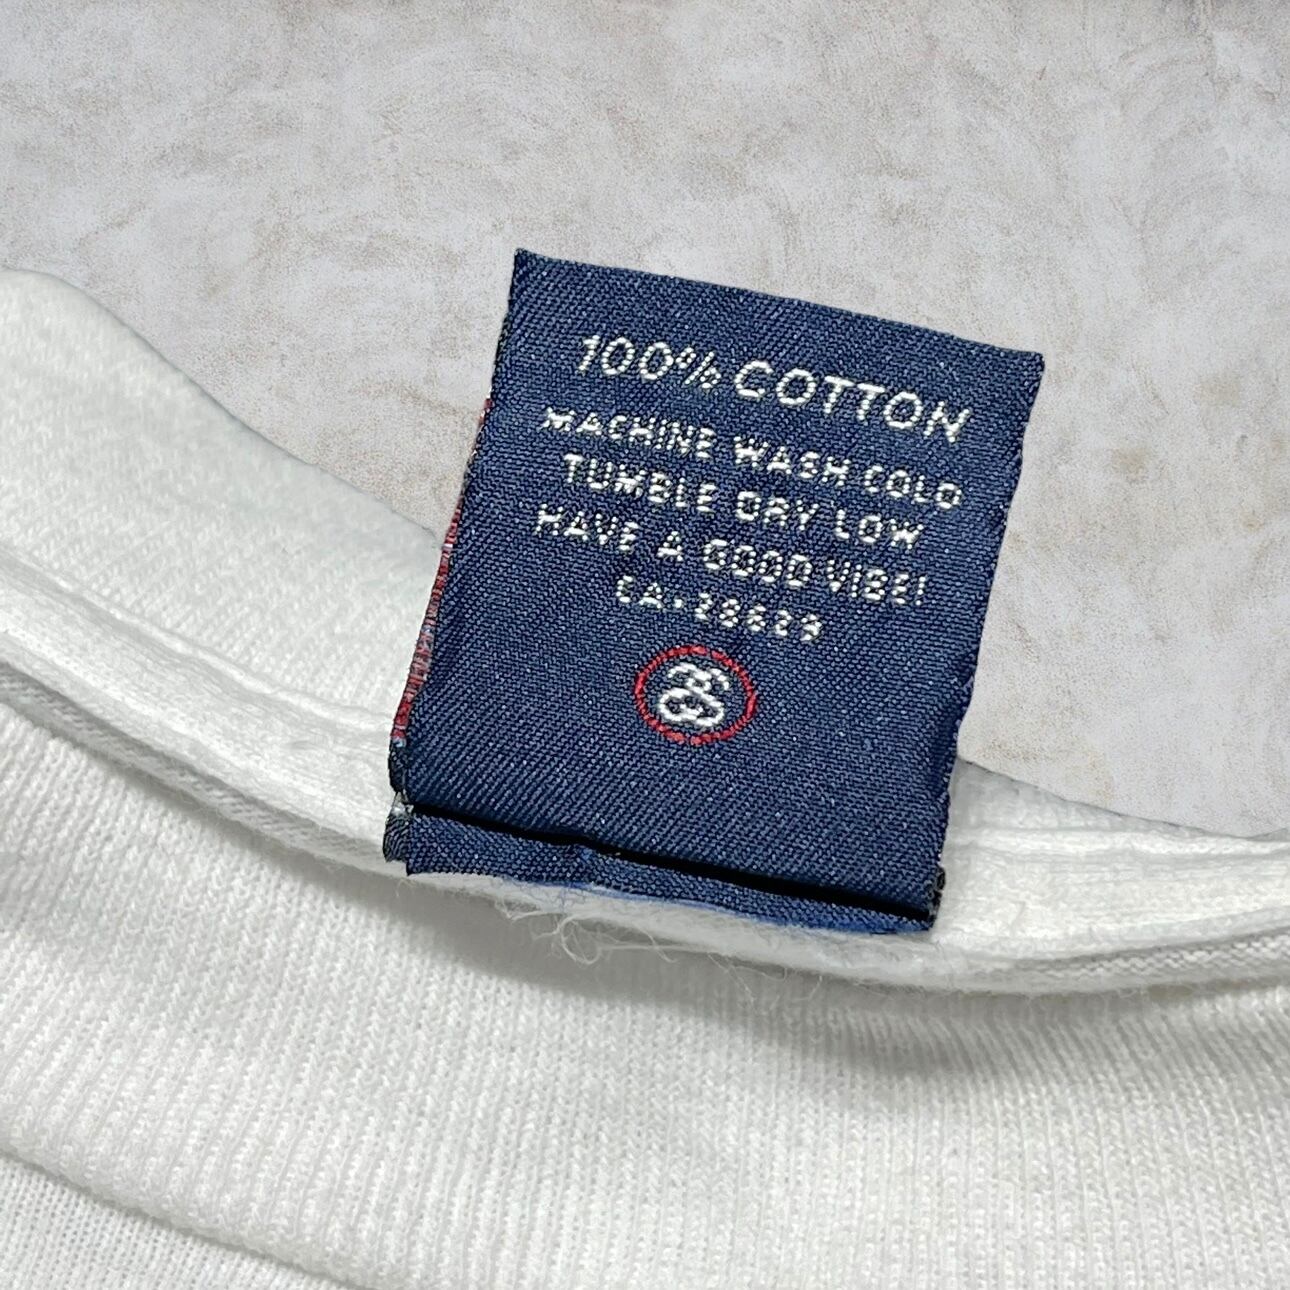 100% COTTON
MACHINE WASH COLD
TUMBLE DRY LOW
HAVE A GOOD VIBE!
CA-28629